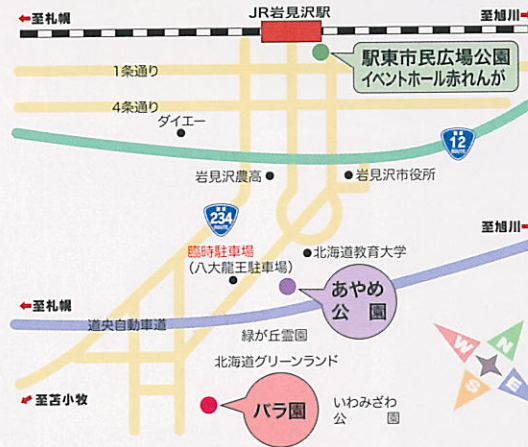 JR岩見沢駅
←至札幌
至旭川→
駅東市民広場公園
イベントホール赤れんが
1条通り
4条通り
ダイエー
国道
12
ROUTE
岩見沢農高
岩見沢市役所
国道
234
ROUTE
至旭川→
臨時駐車場
(八大龍王駐車場)
北海道教育大学
あやめ
公園
←至札幌
道央自動車道
緑が丘霊園
北海道グリーンランド
W
N
S
E
←至苫小牧
バラ園
いわみざわ
公園